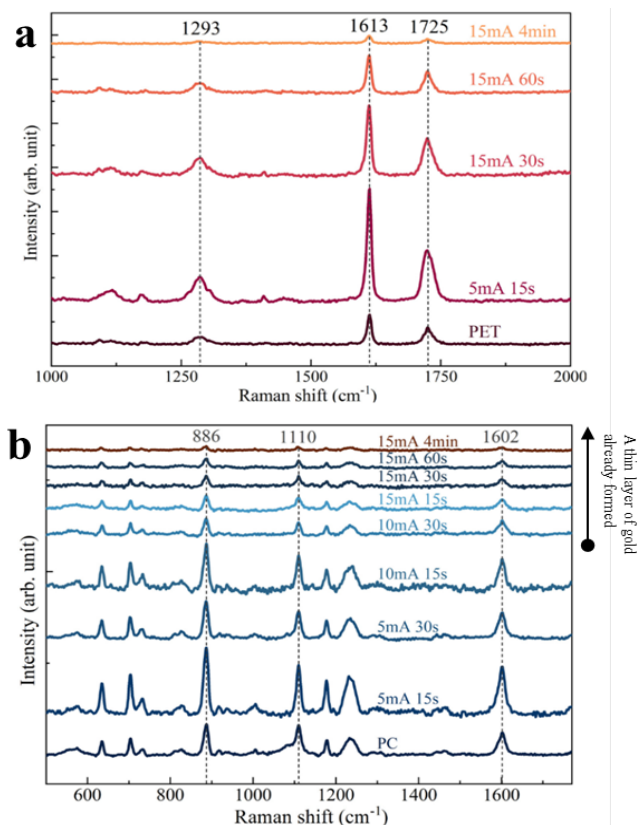 a
1293
1613
1725
15mA 4min
15mA 60s
15mA 30s
5mA 15s
PET
Intensity (arb. unit)
1000
1250
1500
1750
2000
Raman shift (cm⁻¹)
b
886
1110
1602
15mA 4min
15mA 60s
15mA 30s
15mA 15s
10mA 30s
10mA 15s
5mA 30s
5mA 15s
PC
Intensity (arb. unit)
600
800
1000
1200
1400
1600
Raman shift (cm⁻¹)
A thin layer of gold
already formed